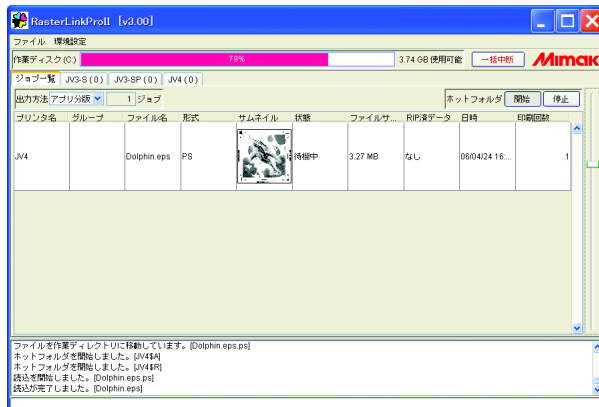 RasterLinkProII [v3.00]
ファイル 環境設定
作業ディスク(C:) 79% 3.74 GB 使用可能 一括中断 Mimak
ジョブ一覧 JV3-S (0) JV3-SP (0) JV4 (0)
出力方法 アプリ分版 1 ジョブ ホットフォルダ 開始 停止
プリンタ名 グループ ファイル名 形式 サムネイル 状態 ファイルサ... RIP済データ 日時 印刷回数
JV4 Dolphin.eps PS 待機中 3.27 MB なし 06/04/24 16:... 1
ファイルを作業ディレクトリに移動しています。[Dolphin.eps.ps]
ホットフォルダを開始しました。[JV4$A]
ホットフォルダを開始しました。[JV4$R]
読込を開始しました。[Dolphin.eps.ps]
読込が完了しました。[Dolphin.eps]